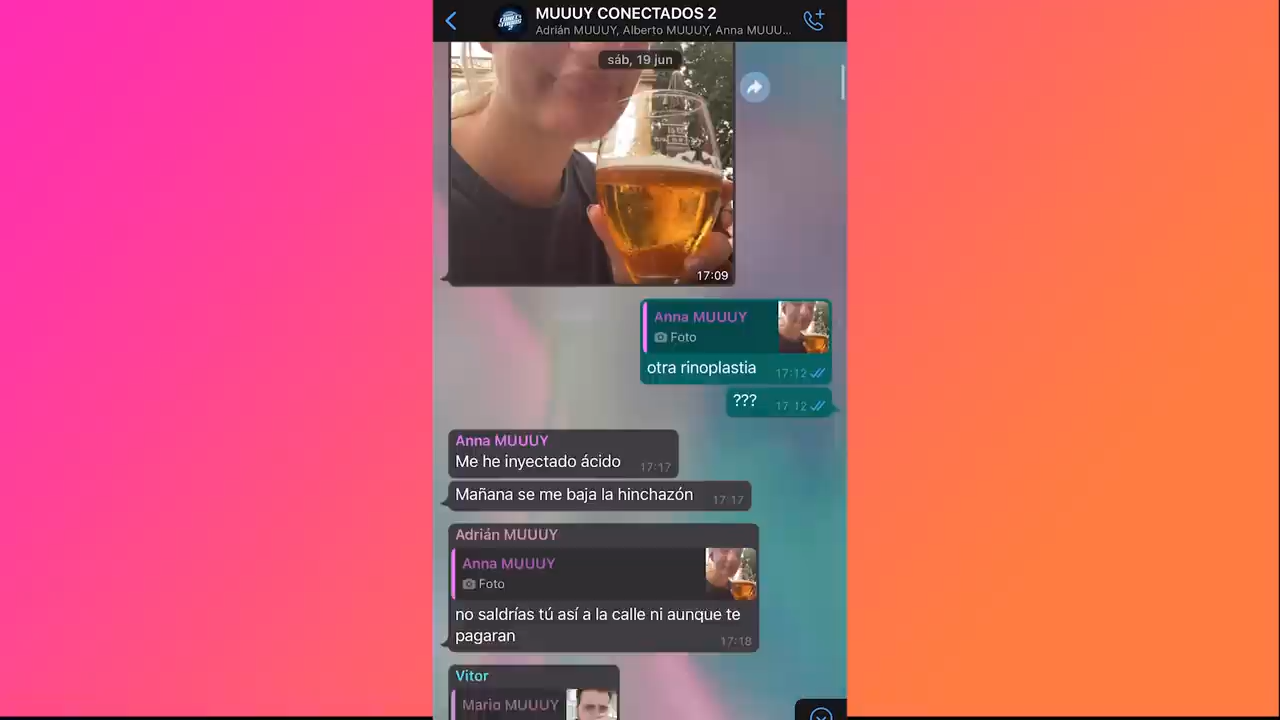 MUUUY CONECTADOS 2
Adrián MUUUY, Alberto MUUUY, Anna MUUU...
sáb, 19 jun
17:09
Anna MUUUY
Foto
otra rinoplastia 17:12
??? 17:12
Anna MUUUY
Me he inyectado ácido 17:17
Mañana se me baja la hinchazón 17:17
Adrián MUUUY
Anna MUUUY
Foto
no saldrías tú así a la calle ni aunque te
pagaran 17:18
Vitor
Mario MUUUY